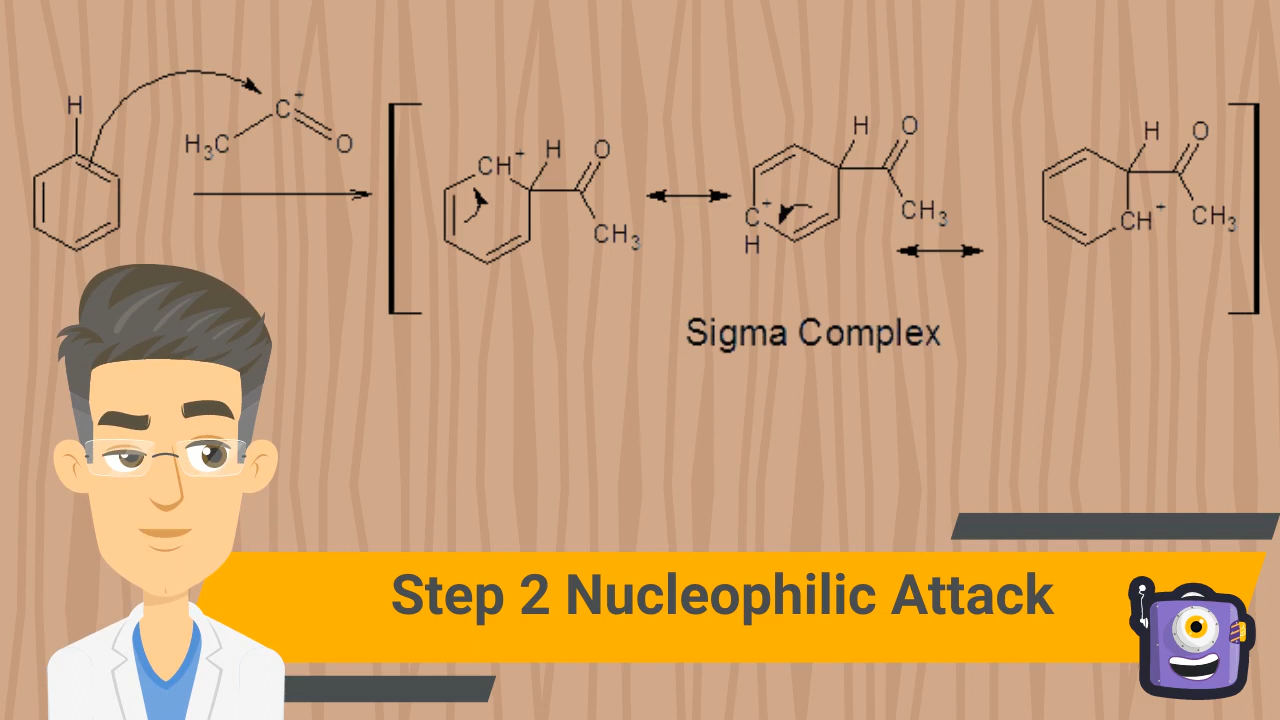 H
H₃C
C⁺
O
CH⁺
H
O
CH₃
H
O
C⁺
H
CH₃
H
O
CH⁺
CH₃
Sigma Complex
Step 2 Nucleophilic Attack